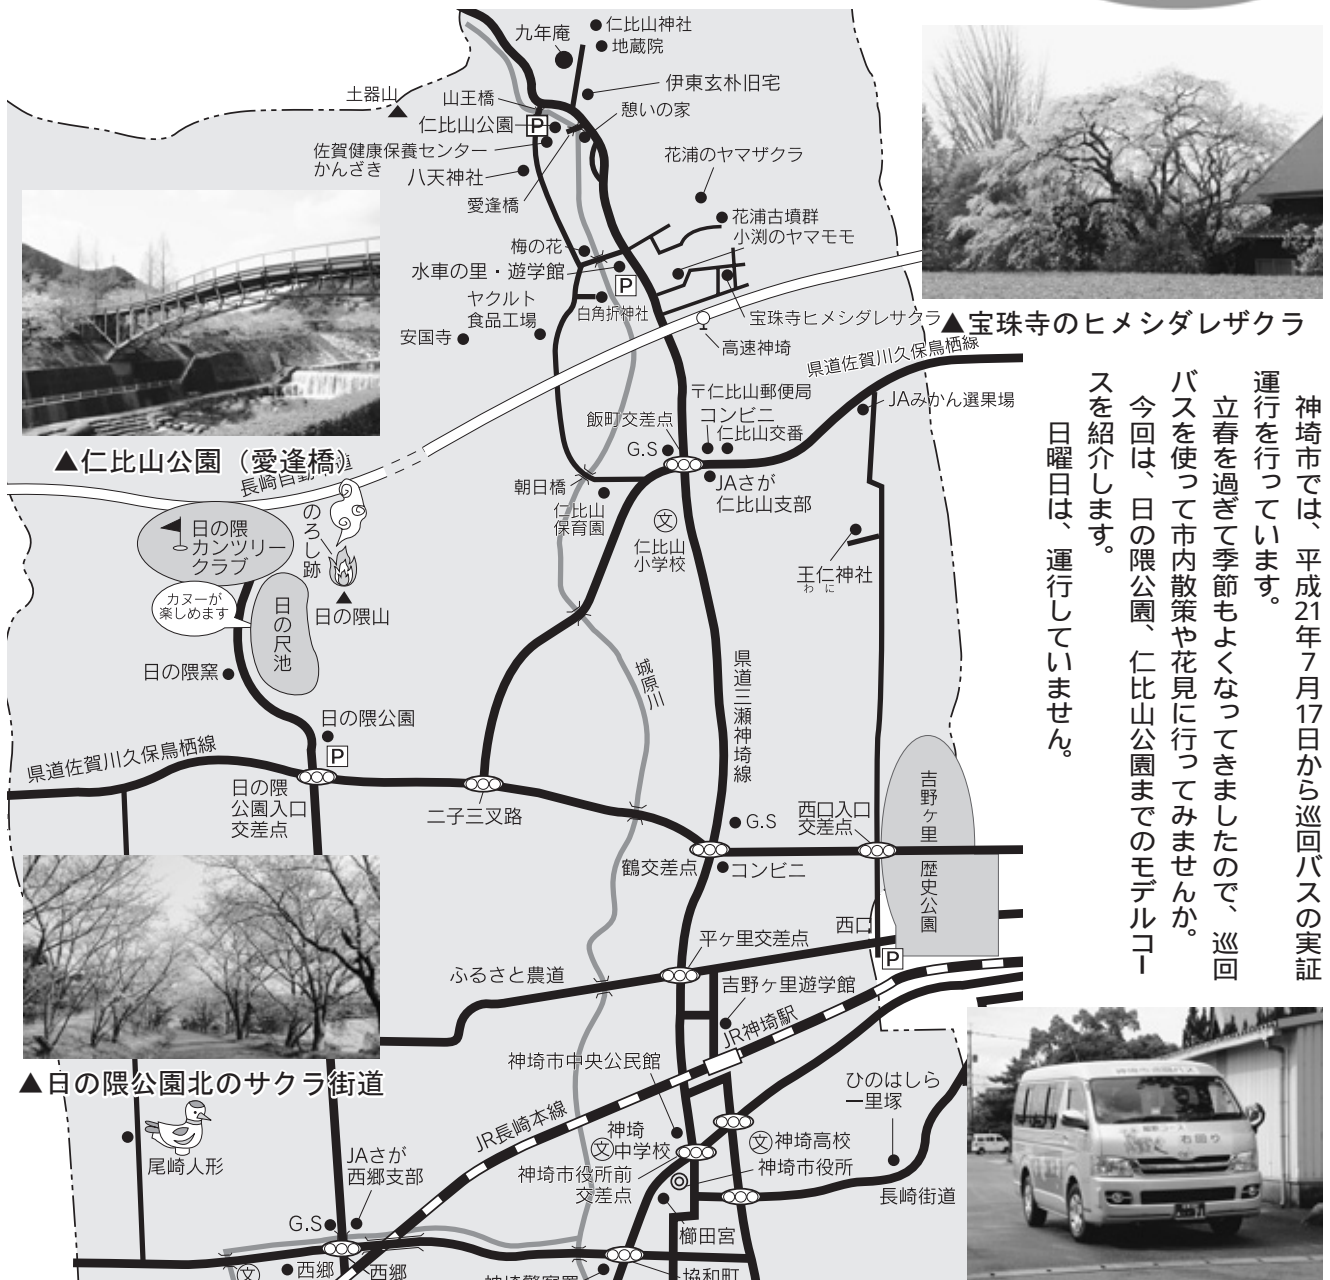 九年庵
仁比山神社
地蔵院
土器山
山王橋
伊東玄朴旧宅
仁比山公園
P
憩いの家
佐賀健康保養センター
かんざき
八天神社
愛逢橋
花浦のヤマザクラ
花浦古墳群
小渕のヤマモモ
梅の花
水車の里・遊学館
P
ヤクルト
食品工場
白角折神社
安国寺
宝珠寺ヒメシダレサクラ
高速神埼
▲宝珠寺のヒメシダレザクラ
県道佐賀川久保鳥栖線
〒仁比山郵便局
コンビニ
仁比山交番
飯町交差点
G.S
JAみかん選果場
JAさが
仁比山支部
▲仁比山公園（愛逢橋）
長崎自動車道
朝日橋
仁比山
保育園
文
仁比山
小学校
王仁神社
わに
のろし跡
日の隈
カンツリー
クラブ
カヌーが
楽しめます
日の尺池
日の隈山
日の隈窯
日の隈公園
P
城原川
県道三瀬神埼線
県道佐賀川久保鳥栖線
日の隈
公園入口
交差点
二子三叉路
G.S
西口入口
交差点
吉野ヶ里歴史公園
鶴交差点
コンビニ
西口
P
平ヶ里交差点
ふるさと農道
吉野ヶ里遊学館
JR神埼駅
▲日の隈公園北のサクラ街道
神埼市中央公民館
JR長崎本線
ひのはしら
一里塚
尾崎人形
文
神埼
中学校
文
神埼高校
神埼市役所前
交差点
神埼市役所
長崎街道
JAさが
西郷支部
G.S
櫛田宮
文
西郷
西郷
神埼警察署
協和町
神埼市では、平成21年7月17日から巡回バスの実証
運行を行っています。
立春を過ぎて季節もよくなってきましたので、巡回
バスを使って市内散策や花見に行ってみませんか。
今回は、日の隈公園、仁比山公園までのモデルコー
スを紹介します。
日曜日は、運行していません。
右回り